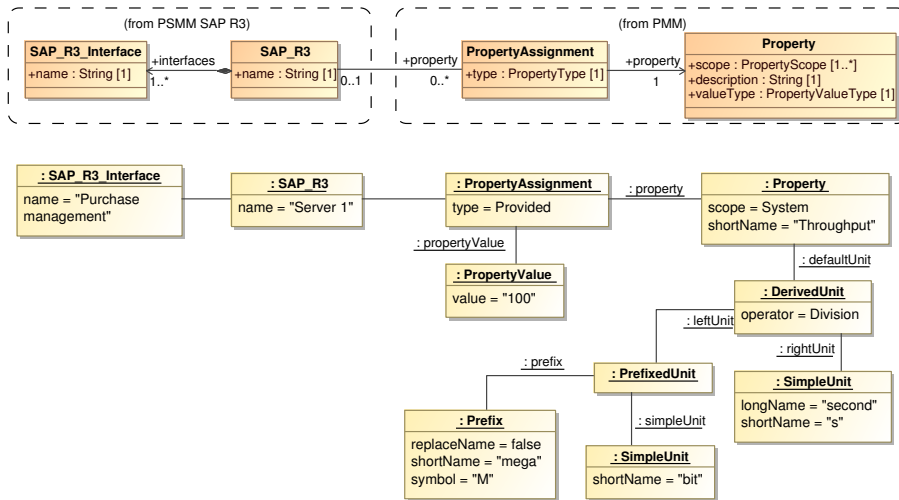 (from PSMM SAP R3)
(from PMM)
SAP_R3_Interface
+name : String [1]
+interfaces
1..*
SAP_R3
+name : String [1]
0..1
+property
0..*
PropertyAssignment
+type : PropertyType [1]
+property
1
Property
+scope : PropertyScope [1..*]
+description : String [1]
+valueType : PropertyValueType [1]
: SAP_R3_Interface
name = "Purchase
management"
: SAP_R3
name = "Server 1"
: PropertyAssignment
type = Provided
: property
: Property
scope = System
shortName = "Throughput"
: propertyValue
: PropertyValue
value = "100"
: defaultUnit
: DerivedUnit
operator = Division
: leftUnit
: rightUnit
: prefix
: PrefixedUnit
: SimpleUnit
longName = "second"
shortName = "s"
: Prefix
replaceName = false
shortName = "mega"
symbol = "M"
: simpleUnit
: SimpleUnit
shortName = "bit"